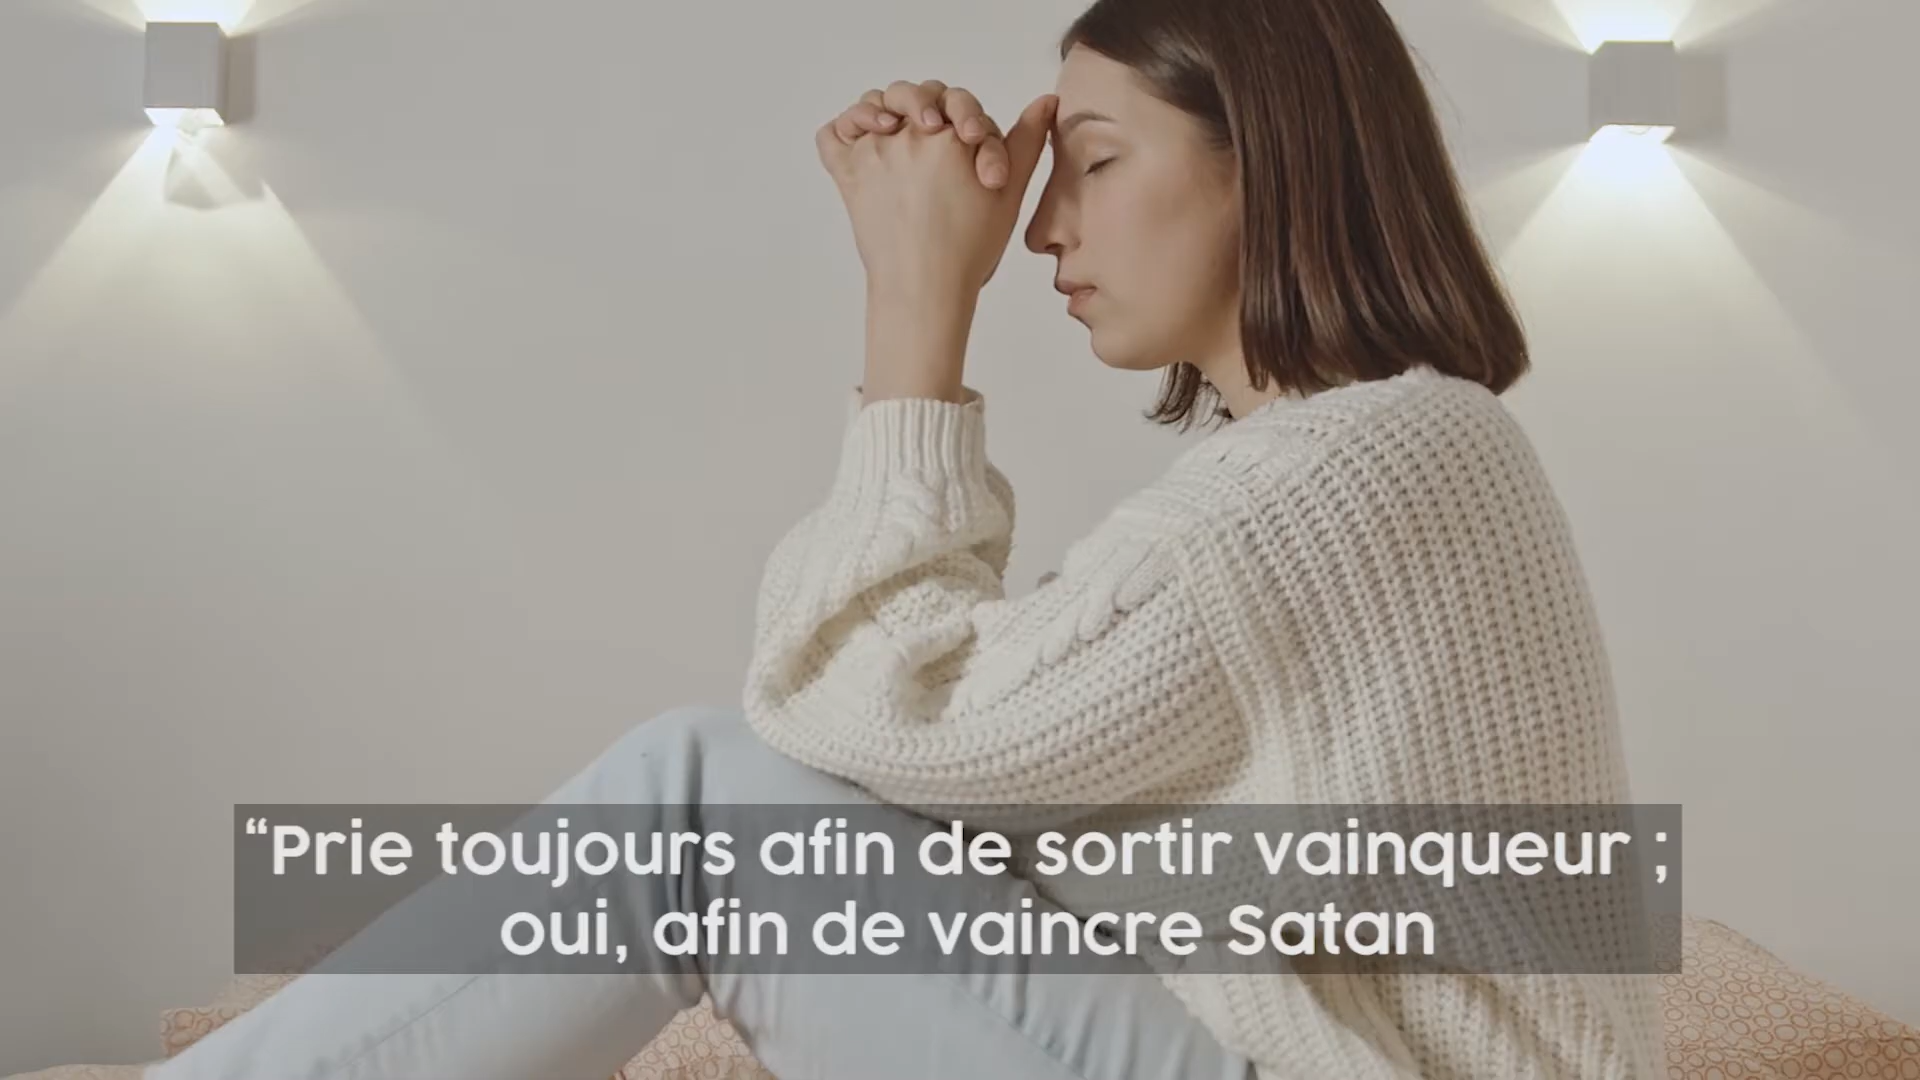 “Prie toujours afin de sortir vainqueur ;
oui, afin de vaincre Satan